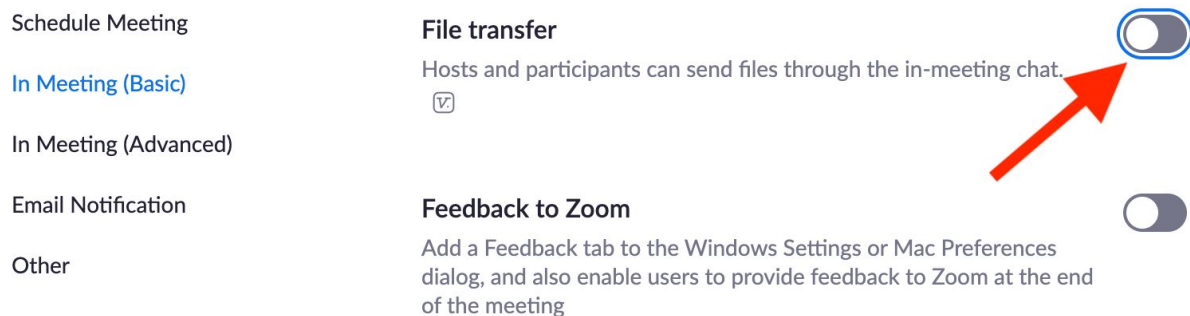 Schedule Meeting
In Meeting (Basic)
In Meeting (Advanced)
Email Notification
Other
File transfer
Hosts and participants can send files through the in-meeting chat.
V.
Feedback to Zoom
Add a Feedback tab to the Windows Settings or Mac Preferences
dialog, and also enable users to provide feedback to Zoom at the end
of the meeting